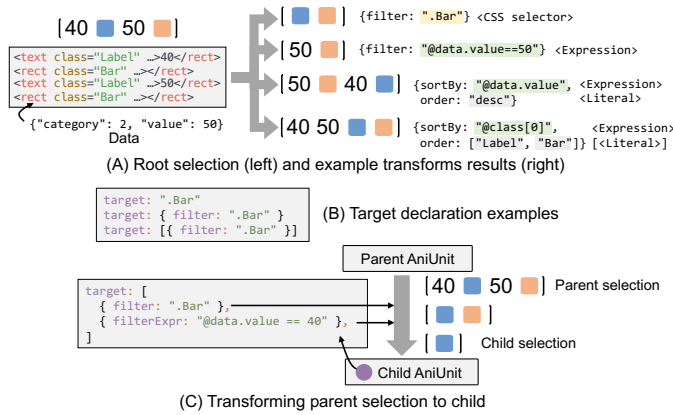 [40 50 ]
<text class="Label" …>40</rect>
<rect class="Bar" …></rect>
<text class="Label" …>50</rect>
<rect class="Bar" …></rect>
{"category": 2, "value": 50}
Data
[ ] {filter: ".Bar"} <CSS selector>
[50 ] {filter: "@data.value==50"} <Expression>
[50 40 ] {sortBy: "@data.value", <Expression>
order: "desc"} <Literal>
[40 50 ] {sortBy: "@class[0]", <Expression>
order: ["Label", "Bar"]} [<Literal>]
(A) Root selection (left) and example transforms results (right)
target: ".Bar"
target: { filter: ".Bar" }
target: [{ filter: ".Bar" }]
(B) Target declaration examples
Parent AniUnit
target: [
{ filter: ".Bar" },
{ filterExpr: "@data.value == 40" },
]
[40 50 ] Parent selection
[ ]
[ ] Child selection
Child AniUnit
(C) Transforming parent selection to child